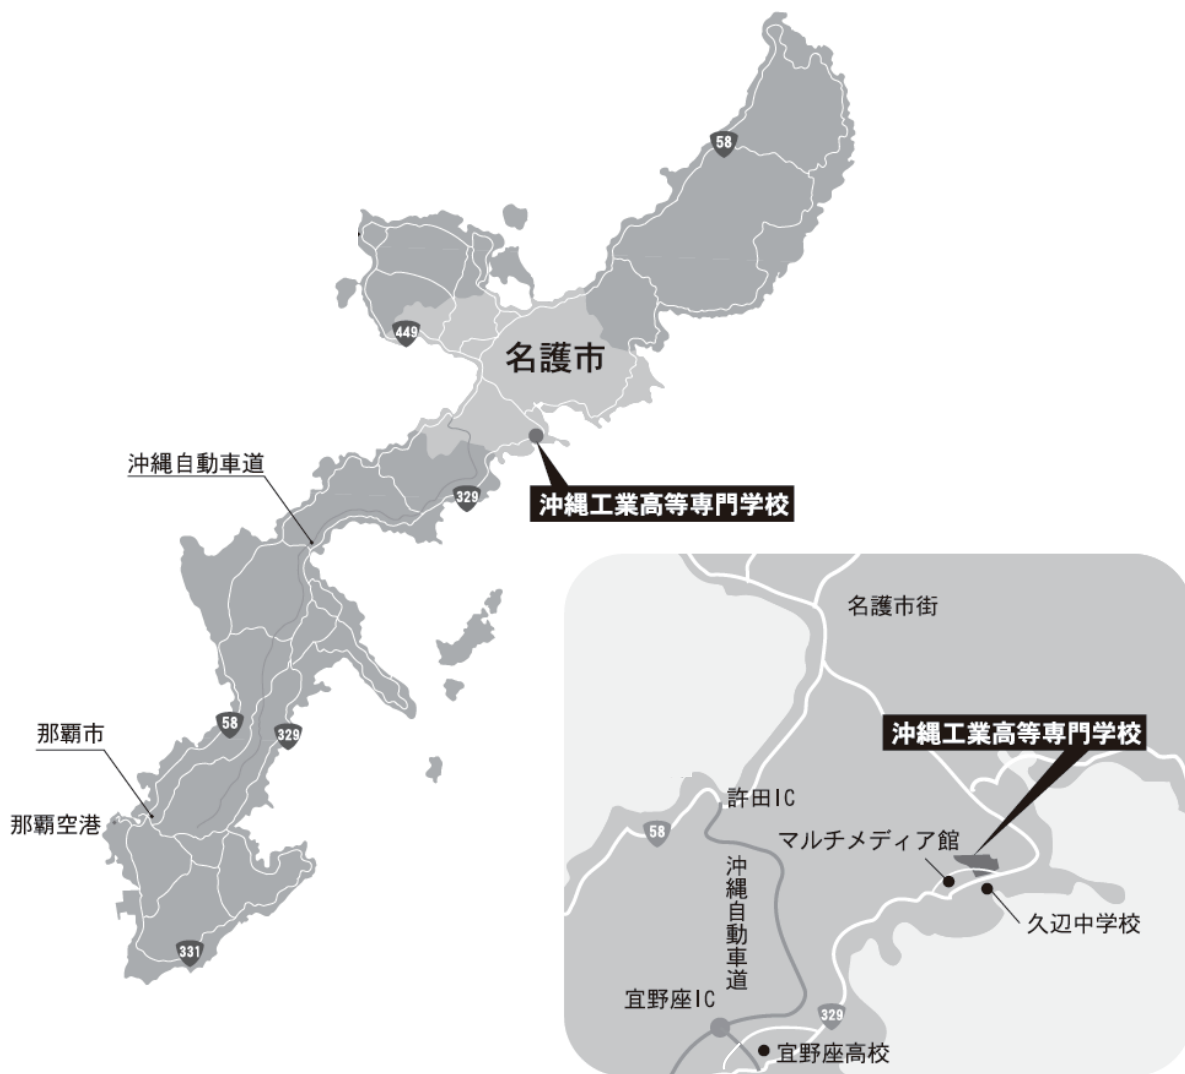 58
449
名護市
沖縄自動車道
329
沖縄工業高等専門学校
58
329
那覇市
那覇空港
331
名護市街
沖縄工業高等専門学校
許田IC
58
マルチメディア館
沖縄自動車道
久辺中学校
宜野座IC
329
宜野座高校